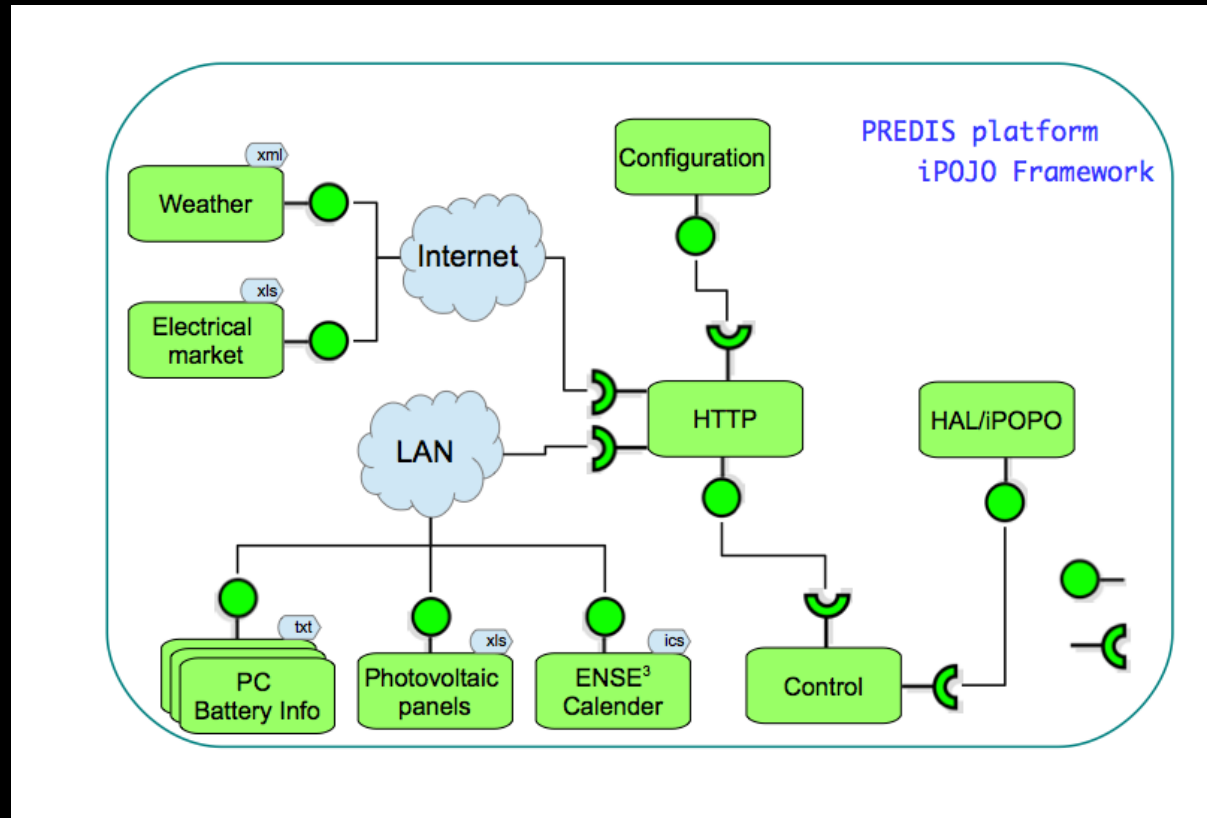 PREDIS platform
iPOJO Framework
xml
Weather
Configuration
Internet
xls
Electrical
market
HTTP
HAL/iPOPO
LAN
txt
PC
Battery Info
xls
Photovoltaic
panels
ics
ENSE³
Calender
Control